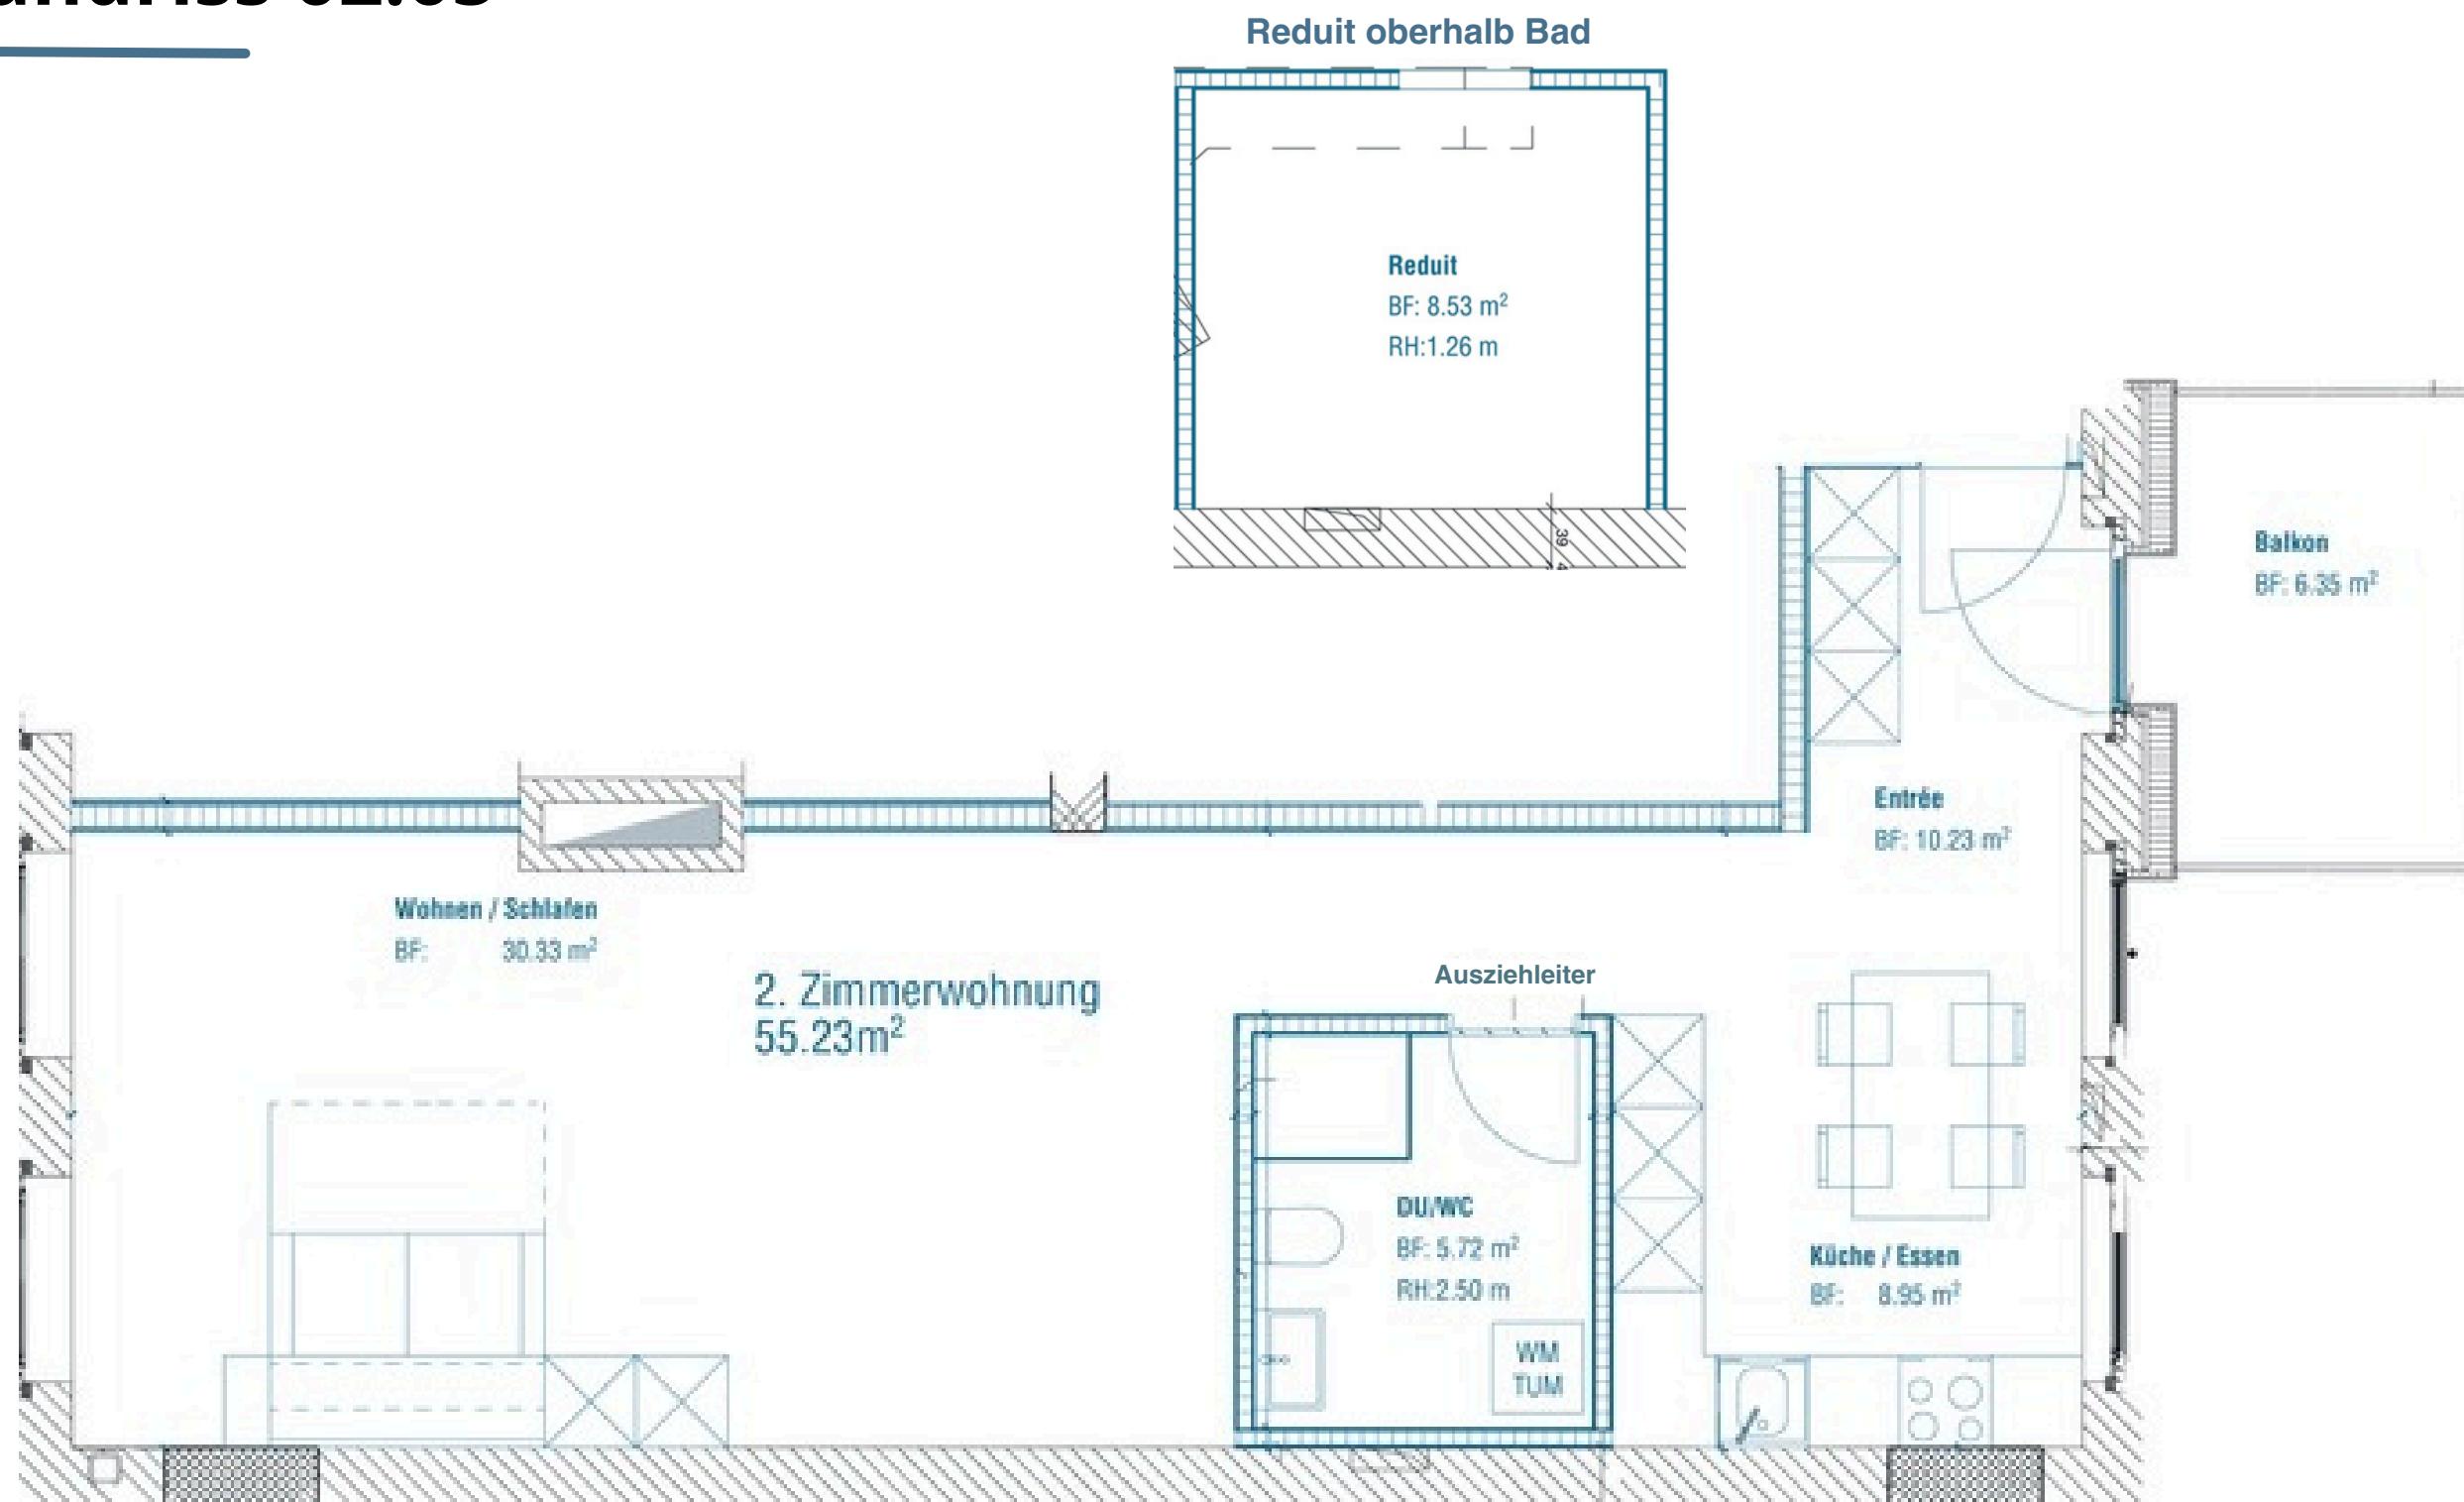 Reduit oberhalb Bad
Reduit
BF: 8.53 m²
RH:1.26 m
39
Balkon
BF: 6.35 m²
Entrée
BF: 10.23 m²
Wohnen / Schlafen
BF: 30.33 m²
2. Zimmerwohnung
55.23m²
Ausziehleiter
DU/WC
BF: 5.72 m²
RH:2.50 m
WM
TUM
Küche / Essen
BF: 8.95 m²